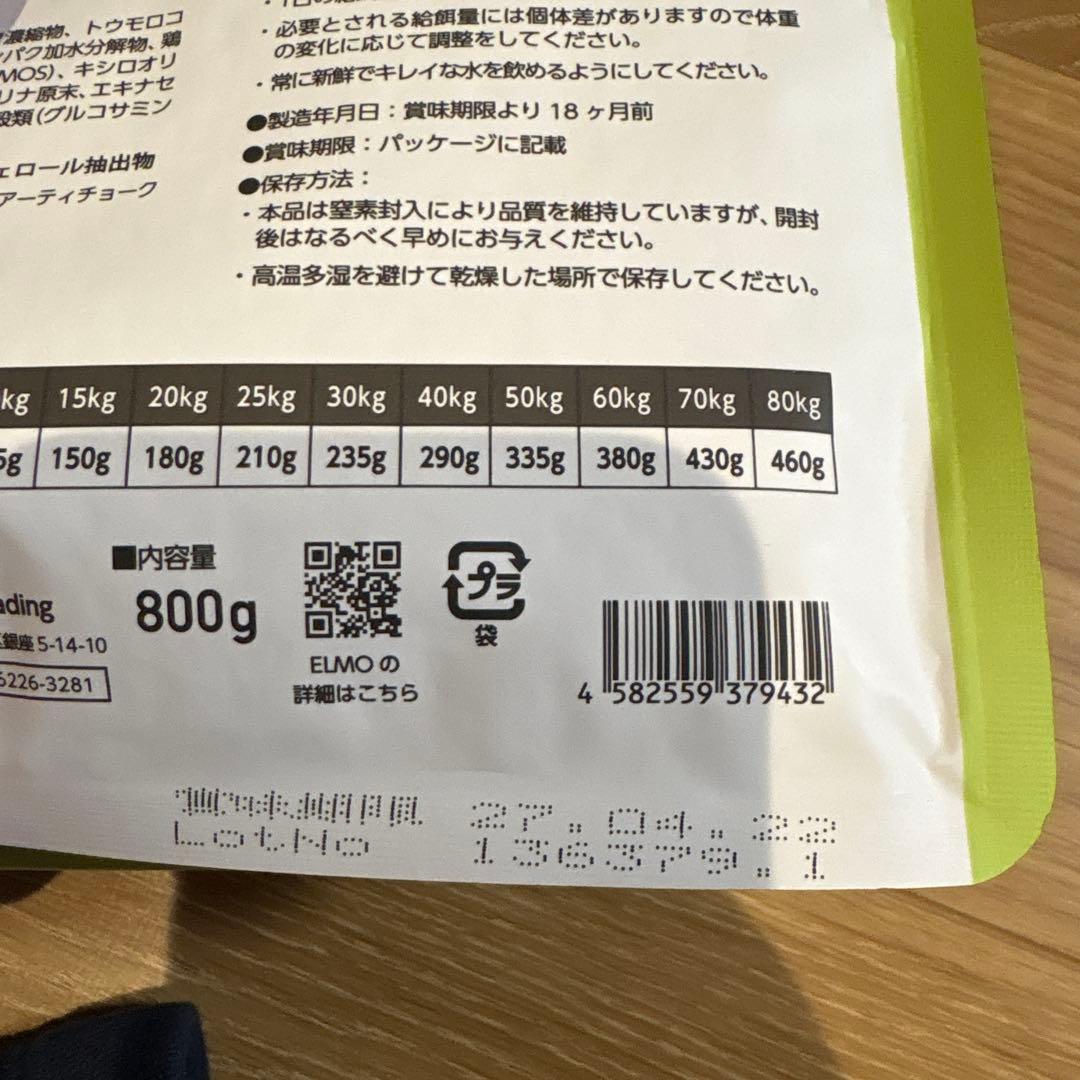 濃縮物、トウモロコ
パク加水分解物、鶏
MOS)、キシロオリ
リナ原末、エキナセ
殻類(グルコサミン
ェロール抽出物
アーティチョーク
・必要とされる給餌量には個体差がありますので体重
の変化に応じて調整をしてください。
・常に新鮮でキレイな水を飲めるようにしてください。
●製造年月日:賞味期限より 18 ヶ月前
●賞味期限:パッケージに記載
●保存方法:
・本品は窒素封入により品質を維持していますが、開封
後はなるべく早めにお与えください。
・高温多湿を避けて乾燥した場所で保存してください。
kg 15kg 20kg 25kg 30kg 40kg 50kg 60kg 70kg 80kg
5g 150g 180g 210g 235g 290g 335g 380g 430g 460g
■内容量
800g
ading
銀座 5-14-10
6226-3281
ELMO の
詳細はこちら
プラ
袋
4 582559 379432
賞味期限 27.04.22
LotNo 136379.1